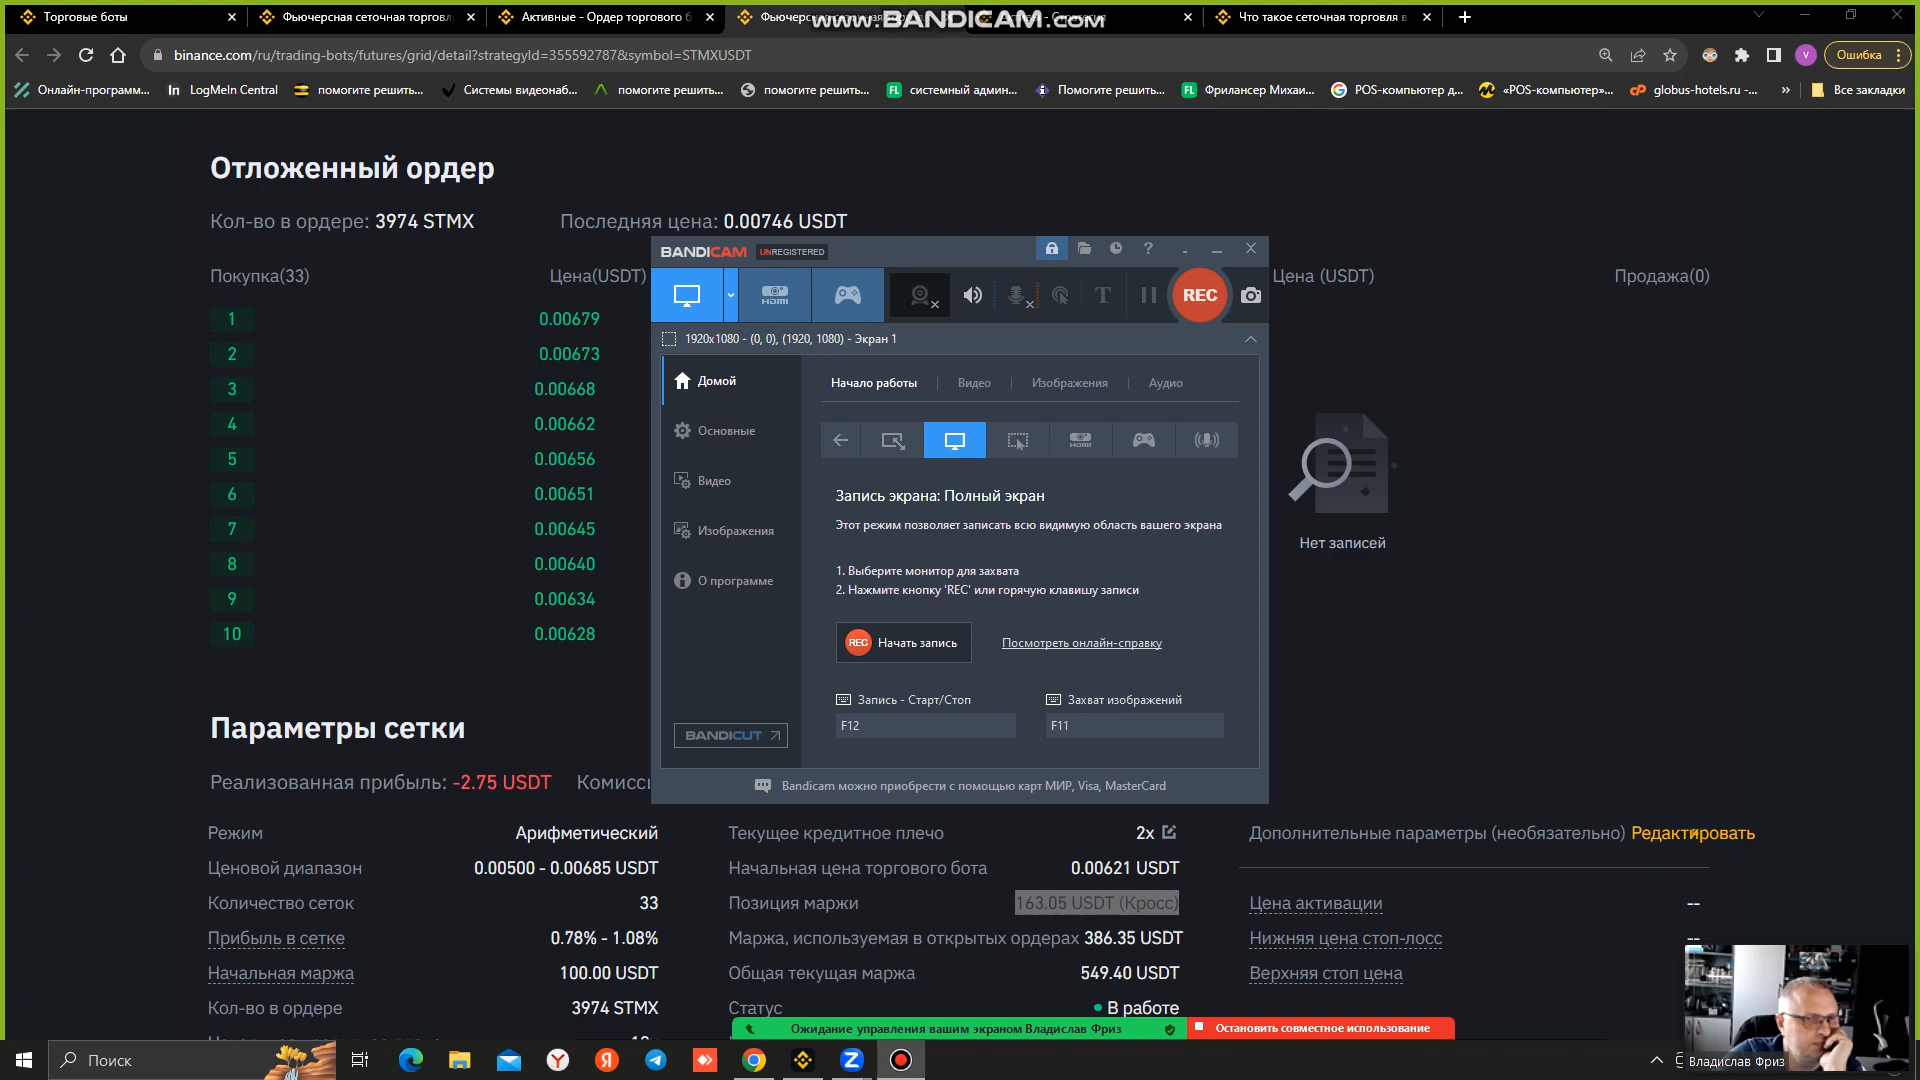 Торговые боты
Фьючерсная сеточная торговл
Активные - Ордер торгового б
www.BANDICAM.com
Что такое сеточная торговля в
binance.com/ru/trading-bots/futures/grid/detail?strategyId=355592787&symbol=STMXUSDT
V
Ошибка
Онлайн-программ...
LogMeIn Central
помогите решить...
Системы видеонаб...
помогите решить...
помогите решить...
системный админ...
Помогите решить...
Фрилансер Михаи...
POS-компьютер д...
«POS-компьютер»...
globus-hotels.ru -...
»
Все закладки
Отложенный ордер
Кол-во в ордере: 3974 STMX
Последняя цена: 0.00746 USDT
Покупка(33)
Цена(USDT)
Цена (USDT)
Продажа(0)
1 0.00679
2 0.00673
3 0.00668
4 0.00662
5 0.00656
6 0.00651
7 0.00645
8 0.00640
9 0.00634
10 0.00628
Нет записей
BANDICAM UNREGISTERED
HDMI
T
REC
1920x1080 - (0, 0), (1920, 1080) - Экран 1
Домой
Основные
Видео
Изображения
О программе
BANDICUT
Начало работы
Видео
Изображения
Аудио
HDMI
Запись экрана: Полный экран
Этот режим позволяет записать всю видимую область вашего экрана
1. Выберите монитор для захвата
2. Нажмите кнопку 'REC' или горячую клавишу записи
REC Начать запись
Посмотреть онлайн-справку
Запись - Старт/Стоп
Захват изображений
F12
F11
Bandicam можно приобрести с помощью карт МИР, Visa, MasterCard
Параметры сетки
Реализованная прибыль: -2.75 USDT
Режим Арифметический
Ценовой диапазон 0.00500 - 0.00685 USDT
Количество сеток 33
Прибыль в сетке 0.78% - 1.08%
Начальная маржа 100.00 USDT
Кол-во в ордере 3974 STMX
Текущее кредитное плечо 2x
Начальная цена торгового бота 0.00621 USDT
Позиция маржи 163.05 USDT (Кросс)
Маржа, используемая в открытых ордерах 386.35 USDT
Общая текущая маржа 549.40 USDT
Статус В работе
Дополнительные параметры (необязательно) Редактировать
Цена активации --
Нижняя цена стоп-лосс --
Верхняя стоп цена
Ожидание управления вашим экраном Владислав Фриз
Остановить совместное использование
Поиск
Владислав Фриз